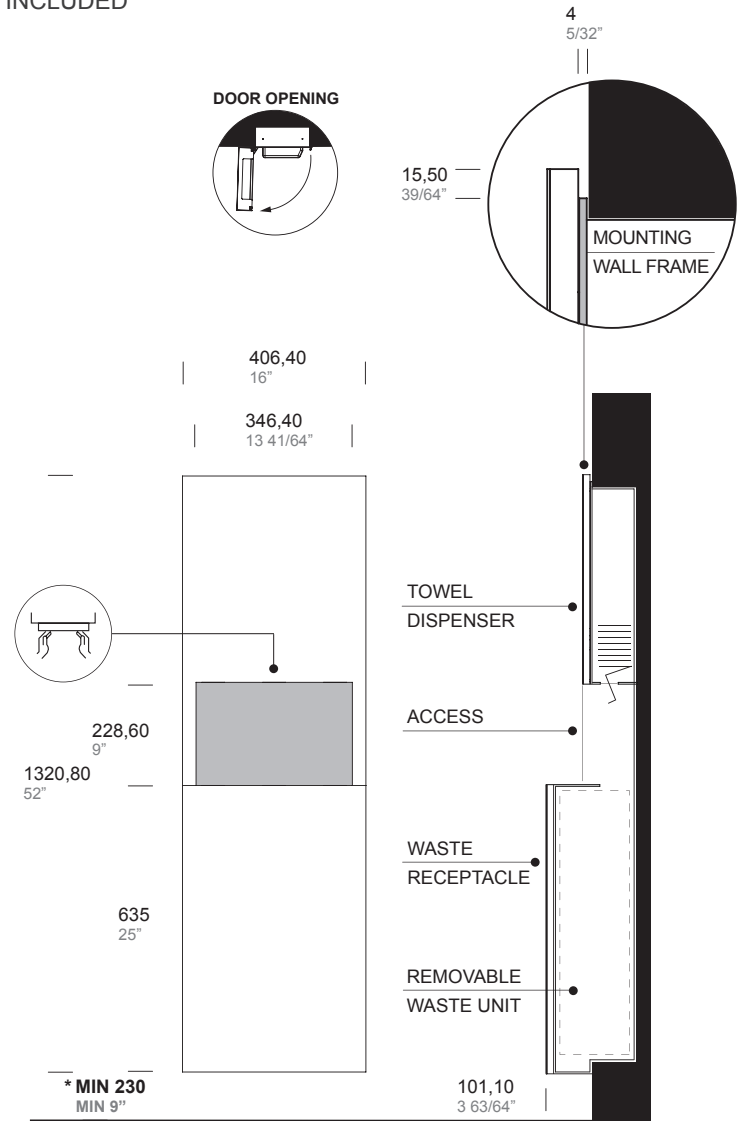 INCLUDED
4
5/32”
DOOR OPENING
15,50
39/64”
MOUNTING
WALL FRAME
406,40
16”
346,40
13 41/64”
TOWEL
DISPENSER
ACCESS
228,60
9”
1320,80
52”
WASTE
RECEPTACLE
635
25”
REMOVABLE
WASTE UNIT
* MIN 230
MIN 9”
101,10
3 63/64”